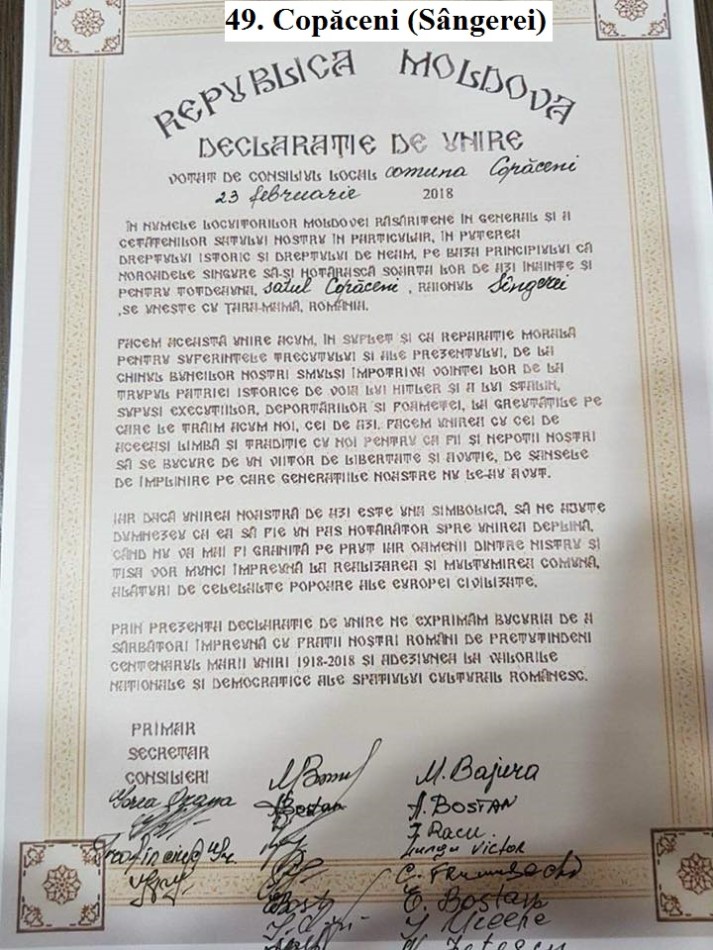 49. Copăceni (Sângerei)
REPUBLICA MOLDOVA
DECLARAȚIE DE UNIRE
VOTAT DE CONSILIUL LOCAL comuna Copăceni
23 februarie 2018
ÎN NUMELE LOCUITORILOR MOLDOVEI RĂSĂRITENE ÎN GENERAL ȘI A
CETĂȚENILOR SATULUI NOSTRU ÎN PARTICULAR, ÎN PUTEREA
DREPTULUI ISTORIC ȘI DREPTULUI DE NEAM, PE BAZA PRINCIPIULUI CĂ
NOROADELE SINGURE SĂ-ȘI HOTĂRASCĂ SOARTA LOR DE AZI ÎNAINTE ȘI
PENTRU TOTDEAUNA, satul Copăceni, RAIONUL Sîngerei
,SE UNEȘTE CU ȚARA-MAMA, ROMÂNIA.
FACEM ACEASTĂ UNIRE ACUM, ÎN SUFLET ȘI CA REPARAȚIE MORALĂ
PENTRU SUFERINȚELE TRECUTULUI ȘI ALE PREZENTULUI, DE LA
CHINUL BUNEILOR NOȘTRI SMULȘI ÎMPOTRIVA VOINȚEI LOR DE LA
TRUPUL PATRIEI ISTORICE DE VOIA LUI HITLER ȘI A LUI STALIN,
SUPUȘI EXECUȚIILOR, DEPORTĂRILOR ȘI FOAMETEI, LA GREUTĂȚILE PE
CARE LE TRĂIM ACUM NOI, CEI DE AZI. FACEM UNIREA CU CEI DE
ACEEAȘI LIMBĂ ȘI TRADIȚIE CU NOI PENTRU CA FII ȘI NEPOȚII NOȘTRI
SĂ SE BUCURE DE UN VIITOR DE LIBERTATE ȘI AVUȚIE, DE ȘANSELE
DE ÎMPLINIRE PE CARE GENERAȚIILE NOASTRE NU LE-AU AVUT.
IAR DACĂ UNIREA NOASTRĂ DE AZI ESTE UNA SIMBOLICĂ, SĂ NE AJUTE
DUMNEZEU CA EA SĂ FIE UN PAS HOTĂRÂTOR SPRE UNIREA DEPLINĂ,
CÂND NU VA MAI FI GRANIȚĂ PE PRUT IAR OAMENII DINTRE NISTRU ȘI
TISA VOR MUNCI ÎMPREUNĂ LA REALIZAREA ȘI MULȚUMIREA COMUNĂ,
ALĂTURI DE CELELALTE POPOARE ALE EUROPEI CIVILIZATE.
PRIN PREZENTA DECLARAȚIE DE UNIRE NE EXPRIMĂM BUCURIA DE A
SĂRBĂTORI ÎMPREUNĂ CU FRAȚII NOȘTRI ROMÂNI DE PRETUTINDENI
CENTENARUL MARII UNIRI 1918-2018 ȘI ADEZIUNEA LA VALORILE
NAȚIONALE ȘI DEMOCRATICE ALE SPAȚIULUI CULTURAL ROMÂNESC.
PRIMAR
SECRETAR
CONSILIERI M. Bajura
A. BOSTAN
J. Racu
Lungu Victor
E. Bostan